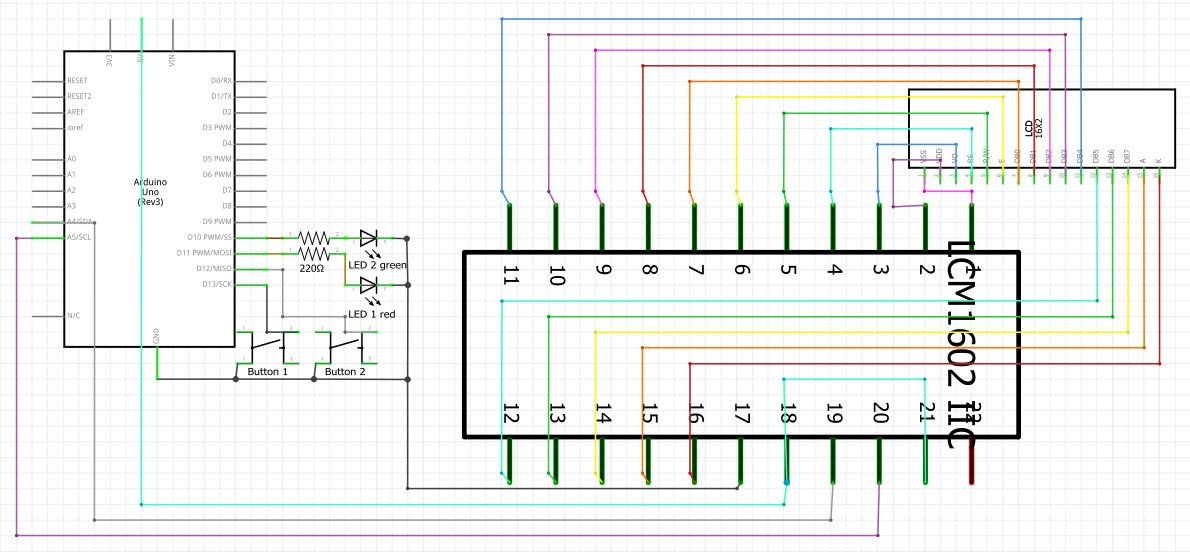 3V3
5V
VIN
RESET
RESET2
AREF
ioref
A0
A1
A2
A3
A4/SDA
A5/SCL
N/C
Arduino
Uno
(Rev3)
D0/RX
D1/TX
D2
D3 PWM
D4
D5 PWM
D6 PWM
D7
D8
D9 PWM
D10 PWM/SS
D11 PWM/MOSI
D12/MISO
D13/SCK
GND
220Ω
LED 2 green
LED 1 red
Button 1
Button 2
LCD
16X2
VSS
VDD
VO
RS
R/W
E
DB0
DB1
DB2
DB3
DB4
DB5
DB6
DB7
A
K
11
10
9
8
7
6
5
4
3
2
1
LCM1602 IIC
12
13
14
15
16
17
18
19
20
21
22